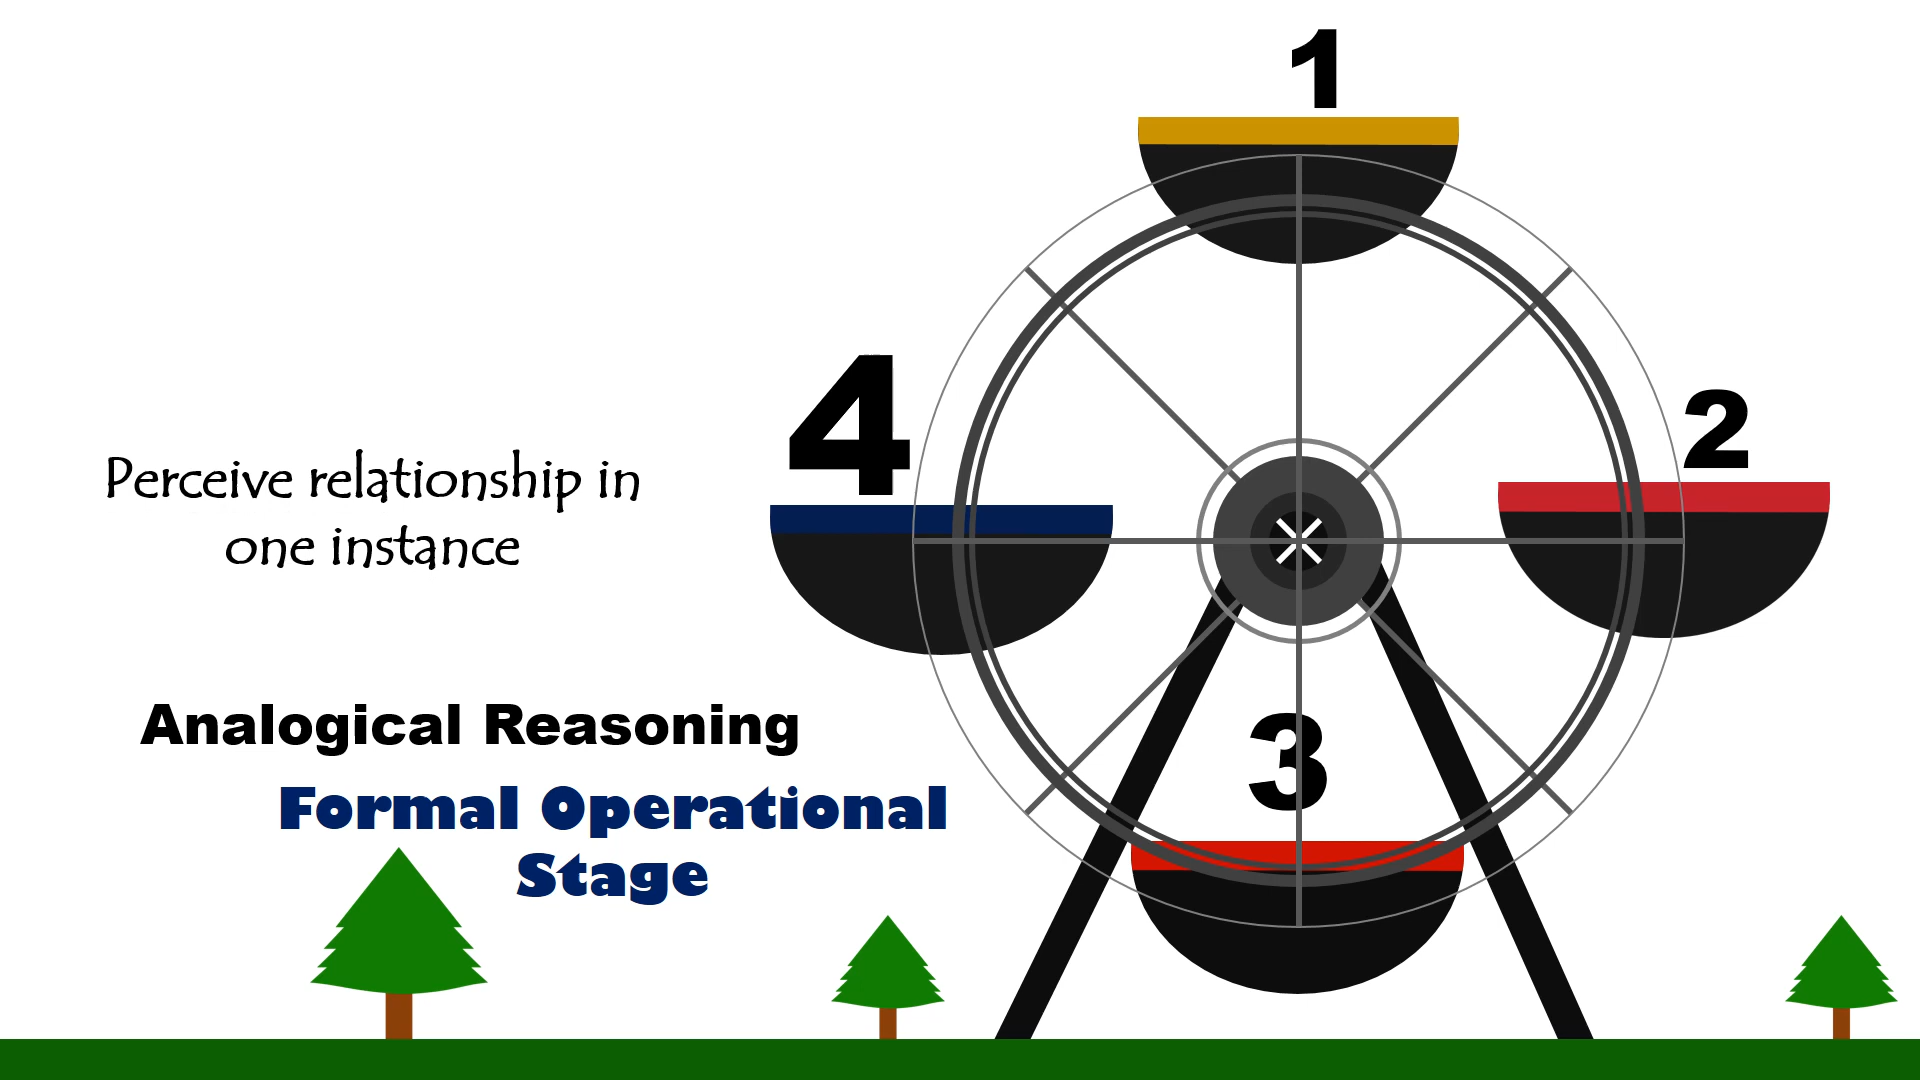 1
4
2
Perceive relationship in
one instance
Analogical Reasoning
3
Formal Operational
Stage